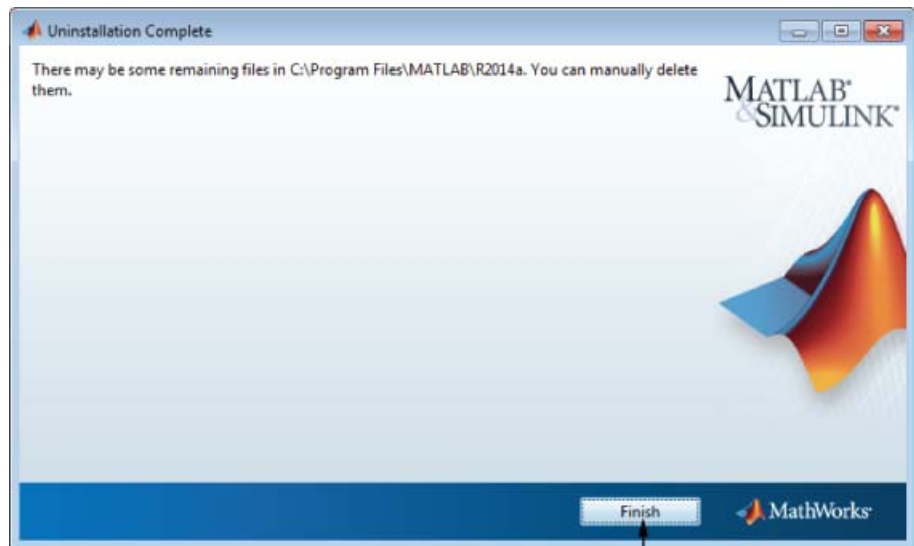 Uninstallation Complete
There may be some remaining files in C:\Program Files\MATLAB\R2014a. You can manually delete
them.
MATLAB®
&SIMULINK®
Finish
MathWorks®